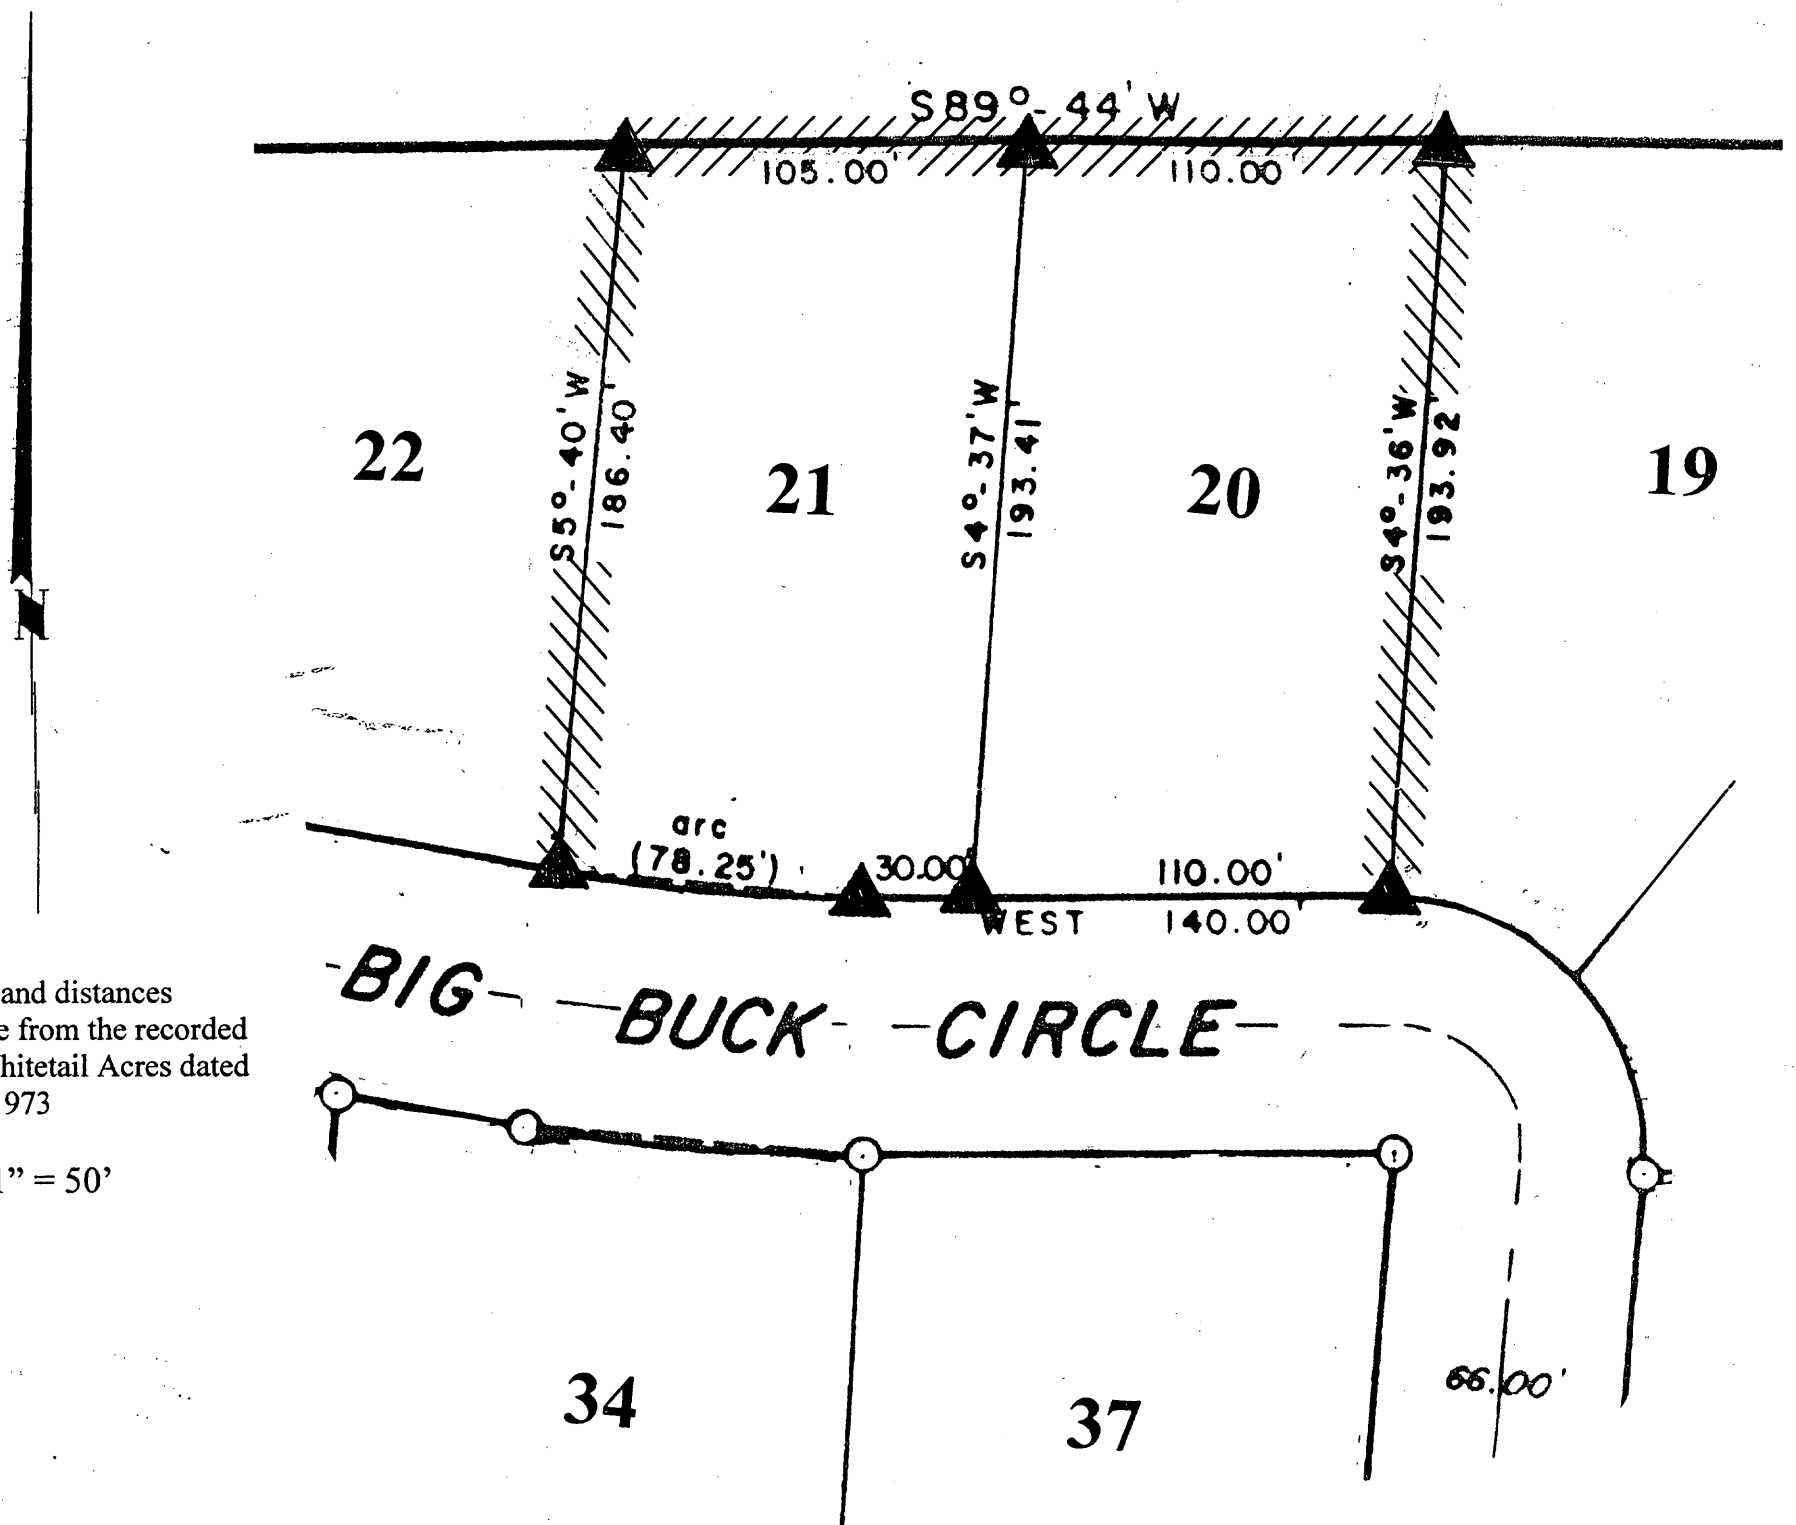 S89°-44'W
105.00'
110.00'
S5°-40'W
186.40'
S4°-37'W
193.41'
S4°-36'W
193.92'
22
21
20
19
N
arc
(78.25')
30.00'
110.00'
WEST
140.00'
BIG BUCK CIRCLE
and distances
from the recorded
Acres dated
1" = 50'
34
37
66.00'